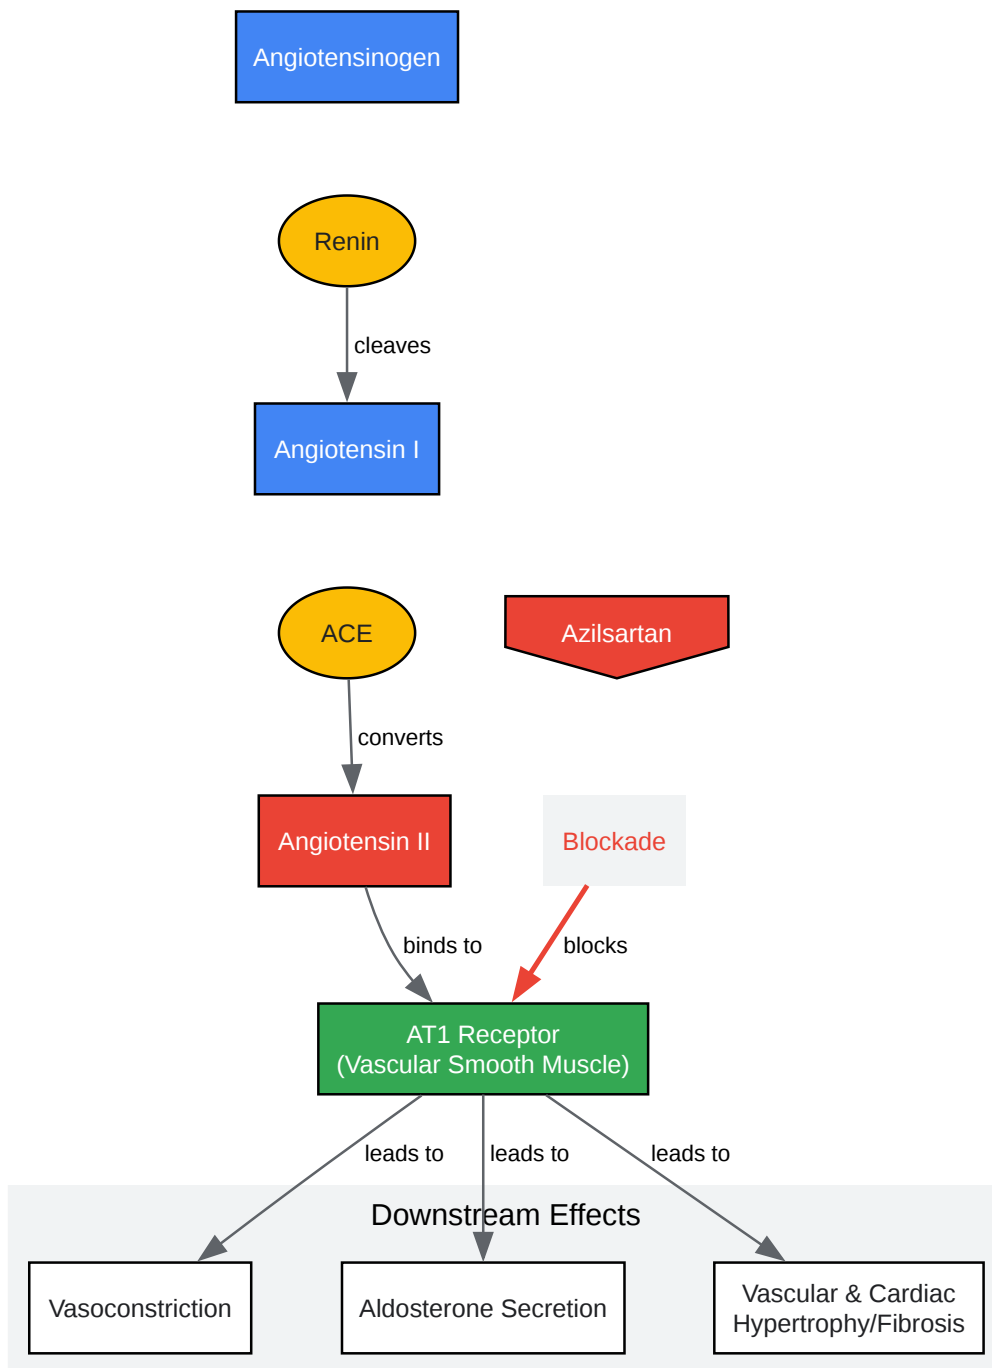 Angiotensinogen
Renin
cleaves
Angiotensin I
ACE
Azilsartan
converts
Angiotensin II
Blockade
binds to
blocks
AT1 Receptor
(Vascular Smooth Muscle)
leads to
leads to
leads to
Downstream Effects
Vasoconstriction
Aldosterone Secretion
Vascular & Cardiac
Hypertrophy/Fibrosis